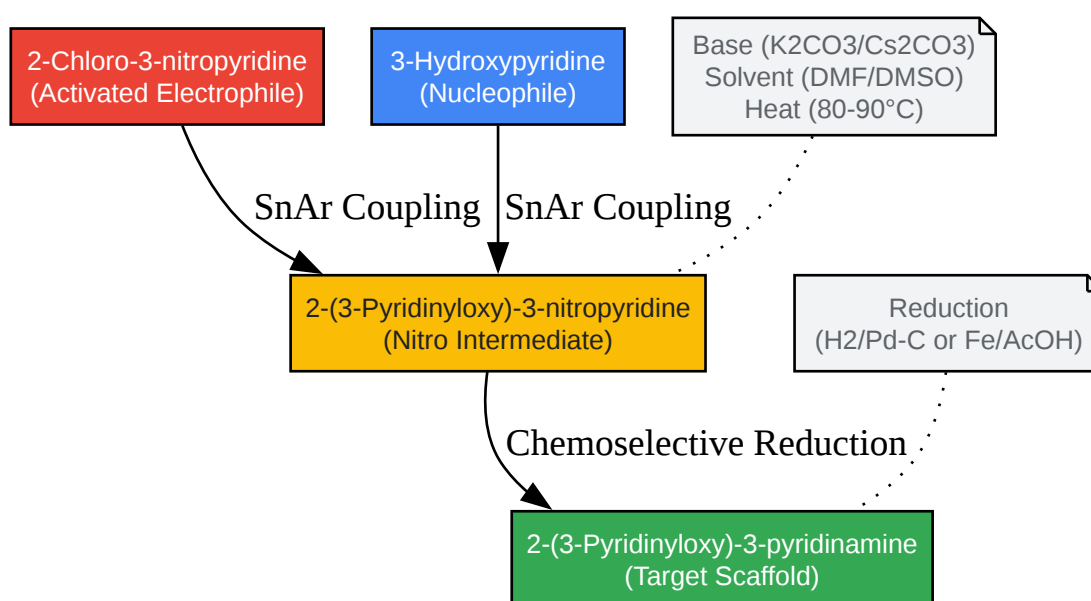 2-Chloro-3-nitropyridine
(Activated Electrophile)
3-Hydroxypyridine
(Nucleophile)
Base (K2CO3/Cs2CO3)
Solvent (DMF/DMSO)
Heat (80-90°C)
SnAr Coupling
SnAr Coupling
2-(3-Pyridinyloxy)-3-nitropyridine
(Nitro Intermediate)
Reduction
(H2/Pd-C or Fe/AcOH)
Chemoselective Reduction
2-(3-Pyridinyloxy)-3-pyridinamine
(Target Scaffold)